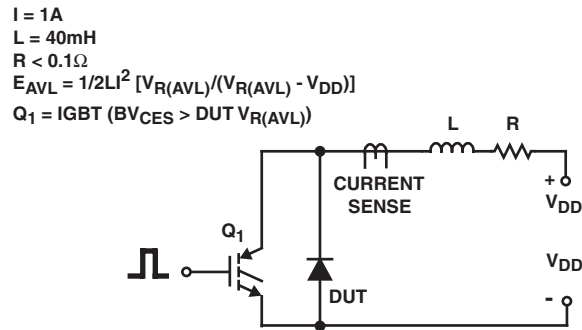 I = 1A
L = 40mH
R < 0.1Ω
E_AVL = 1/2LI² [V_R(AVL)/(V_R(AVL) - V_DD)]
Q₁ = IGBT (BV_CES > DUT V_R(AVL))
L R
CURRENT
SENSE
+
V_DD
Q₁
V_DD
DUT
-